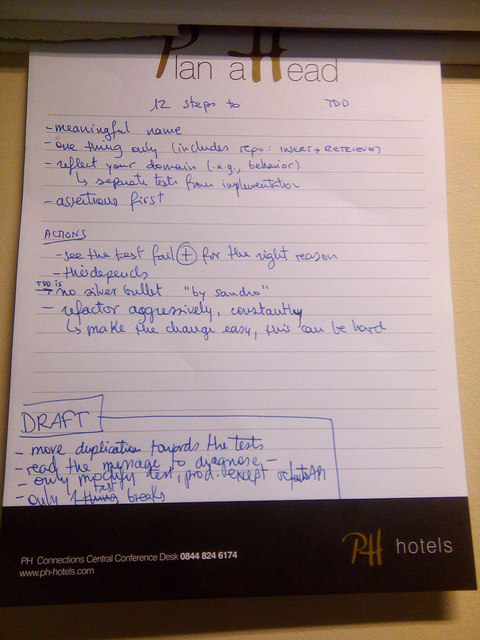 Plan aHead
12 steps to TDD
- meaningful name
- one thing only (includes repo: INSERT + RETRIEVE)
- reflect your domain (e.g., behavior)
↳ separate tests from implementation
- assertions first
ACTIONS
- see the test fail (+) for the right reason
- this depends
TDD is
no silver bullet "by sandro"
- refactor aggressively, constantly
↳ make the change easy, this can be hard
DRAFT
- move duplication towards the tests
- read the message to diagnose -
- only modify test, prod. except
- only 1 test breaks
PH Connections Central Conference Desk 0844 824 6174
www.ph-hotels.com
PH hotels